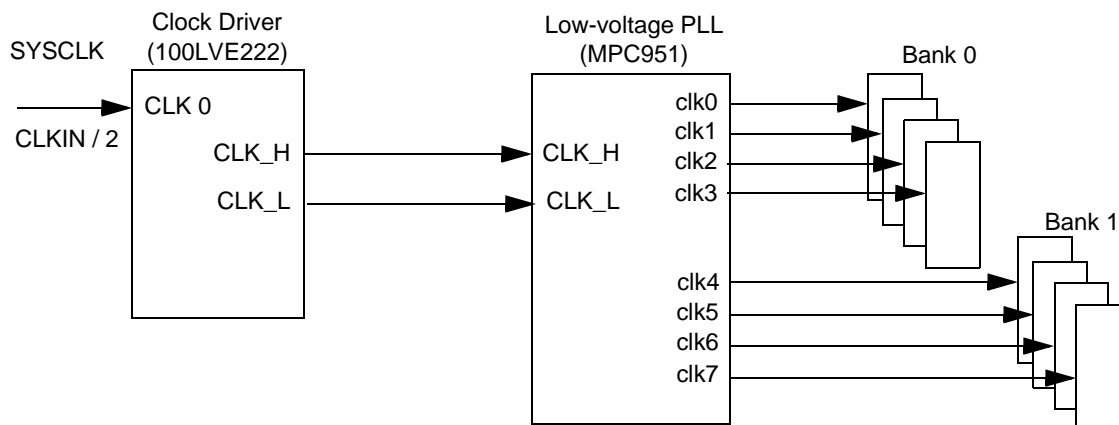 Clock Driver
(100LVE222)
Low-voltage PLL
(MPC951)
SYSCLK
Bank 0
CLK 0
CLKIN / 2
clk0
clk1
clk2
clk3
CLK_H
CLK_L
CLK_H
CLK_L
Bank 1
clk4
clk5
clk6
clk7